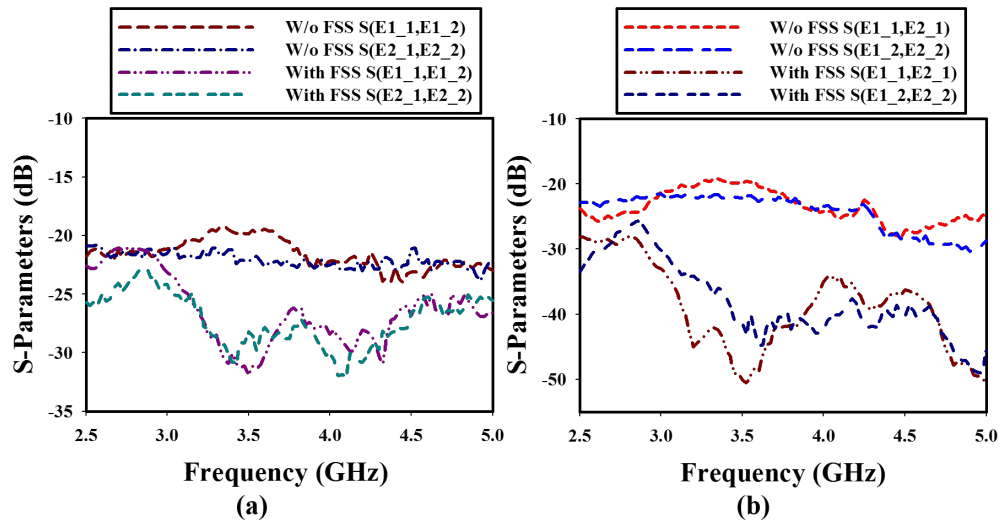 W/o FSS S(E1_1,E1_2)
W/o FSS S(E2_1,E2_2)
With FSS S(E1_1,E1_2)
With FSS S(E2_1,E2_2)
-10
-15
-20
-25
-30
-35
S-Parameters (dB)
2.5 3.0 3.5 4.0 4.5 5.0
Frequency (GHz)
(a)
W/o FSS S(E1_1,E2_1)
W/o FSS S(E1_2,E2_2)
With FSS S(E1_1,E2_1)
With FSS S(E1_2,E2_2)
-10
-20
-30
-40
-50
S-Parameters (dB)
2.5 3.0 3.5 4.0 4.5 5.0
Frequency (GHz)
(b)